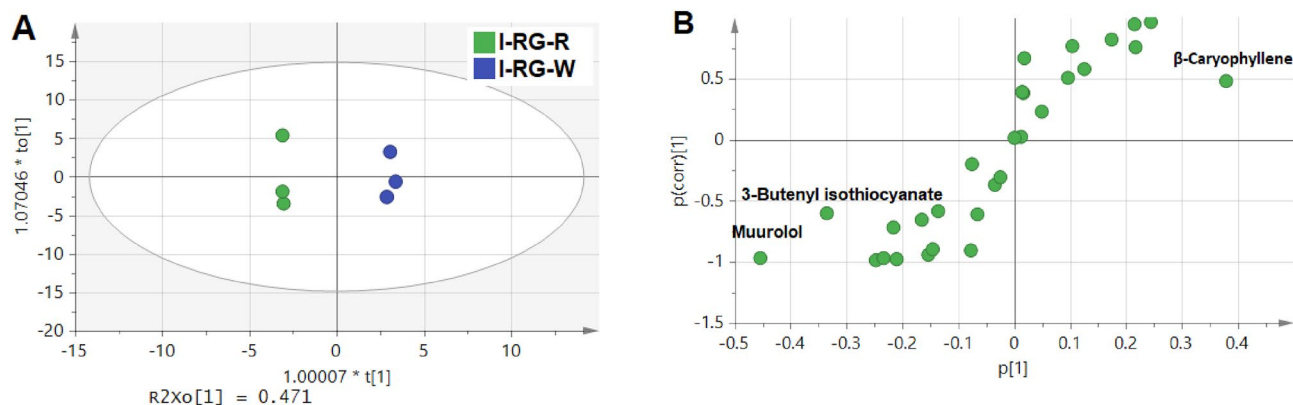 A
I-RG-R
I-RG-W
1.07046 * to[1]
15
10
5
0
-5
-10
-15
-20
-15 -10 -5 0 5 10
1.00007 * t[1]
R2Xo[1] = 0.471
B
β-Caryophyllene
3-Butenyl isothiocyanate
Muurolol
p(corr)[1]
0.5
0
-0.5
-1
-1.5
-0.5 -0.4 -0.3 -0.2 -0.1 0 0.1 0.2 0.3 0.4
p[1]